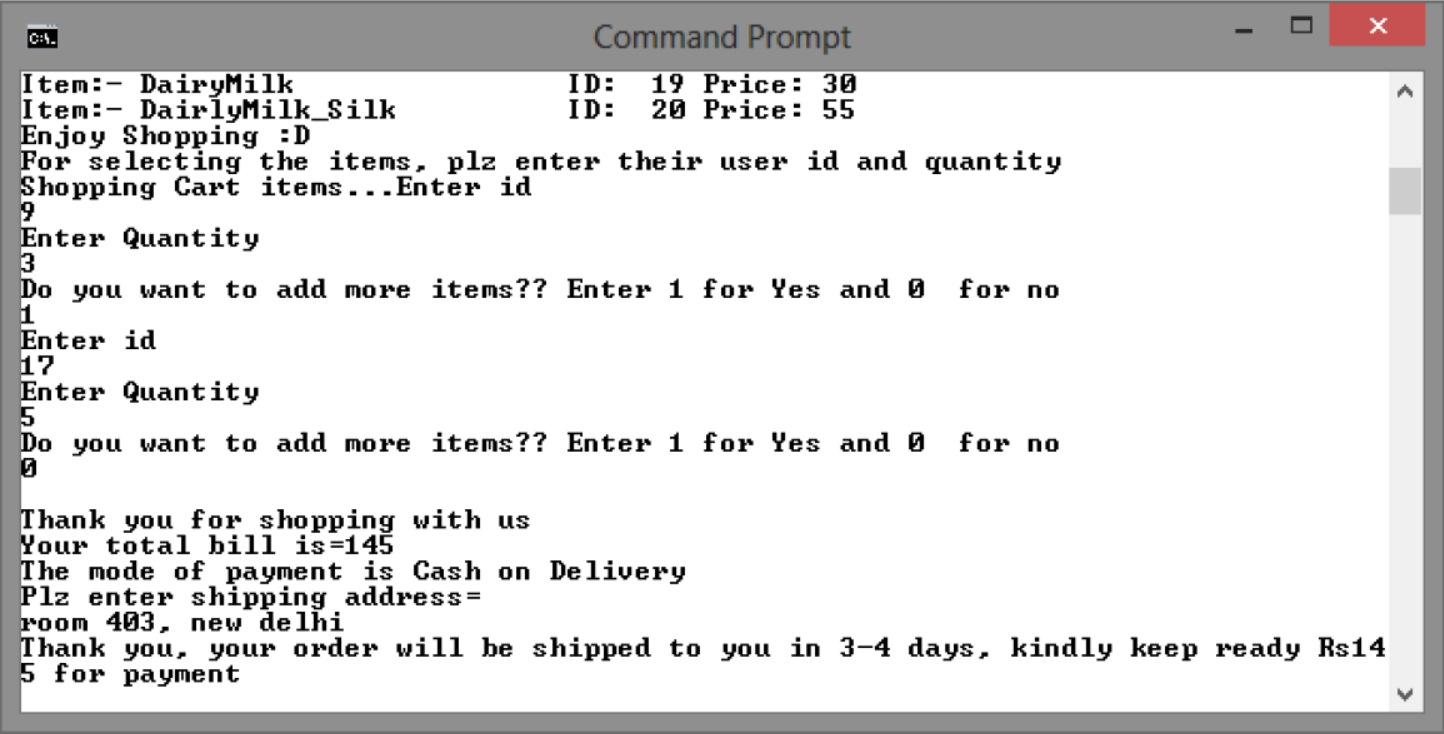 Command Prompt
Item:- DairyMilk                ID:  19 Price: 30
Item:- DairlyMilk_Silk          ID:  20 Price: 55
Enjoy Shopping :D
For selecting the items, plz enter their user id and quantity
Shopping Cart items...Enter id
9
Enter Quantity
3
Do you want to add more items?? Enter 1 for Yes and 0  for no
1
Enter id
17
Enter Quantity
5
Do you want to add more items?? Enter 1 for Yes and 0  for no
0
Thank you for shopping with us
Your total bill is=145
The mode of payment is Cash on Delivery
Plz enter shipping address=
room 403, new delhi
Thank you, your order will be shipped to you in 3-4 days, kindly keep ready Rs14
5 for payment